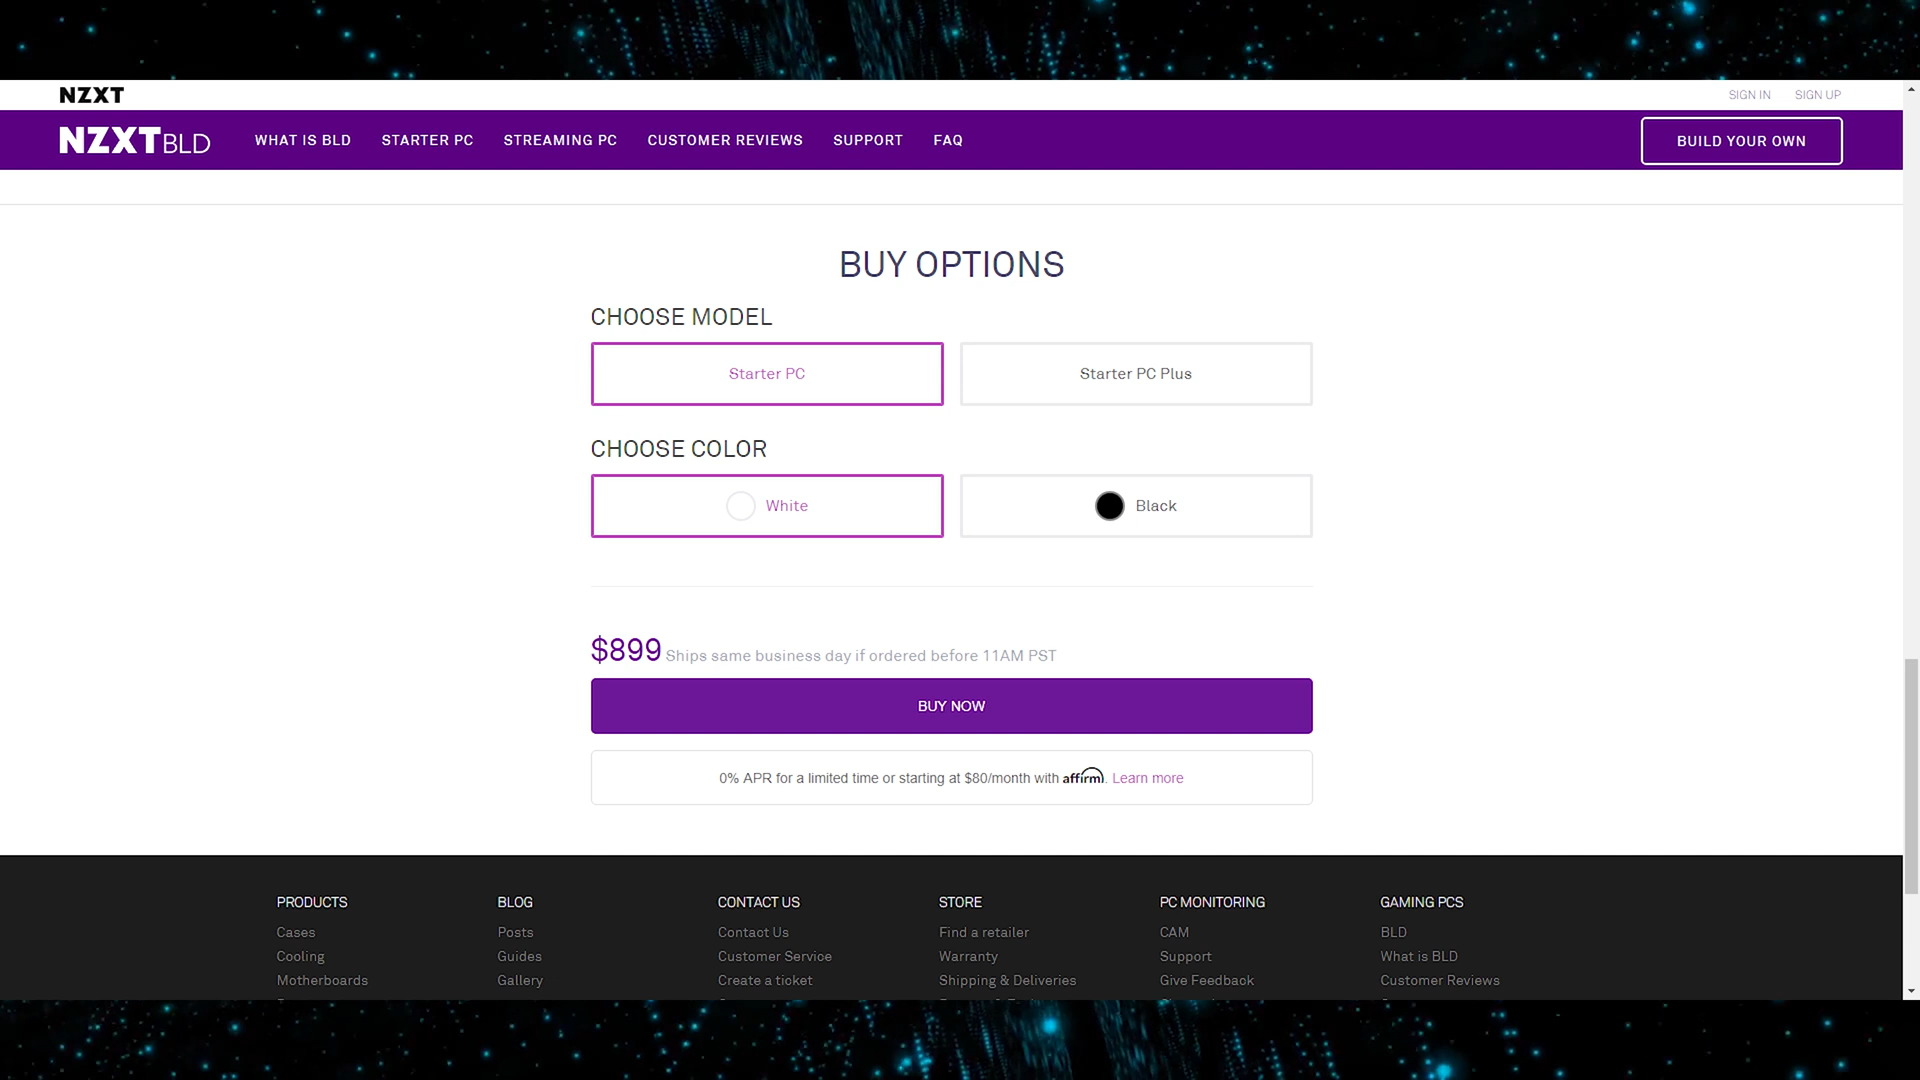 NZXT
SIGN IN SIGN UP
NZXT BLD WHAT IS BLD STARTER PC STREAMING PC CUSTOMER REVIEWS SUPPORT FAQ BUILD YOUR OWN
BUY OPTIONS
CHOOSE MODEL
Starter PC Starter PC Plus
CHOOSE COLOR
White Black
$899 Ships same business day if ordered before 11AM PST
BUY NOW
0% APR for a limited time or starting at $80/month with affirm. Learn more
PRODUCTS BLOG CONTACT US STORE PC MONITORING GAMING PCS
Cases Posts Contact Us Find a retailer CAM BLD
Cooling Guides Customer Service Warranty Support What is BLD
Motherboards Gallery Create a ticket Shipping & Deliveries Give Feedback Customer Reviews